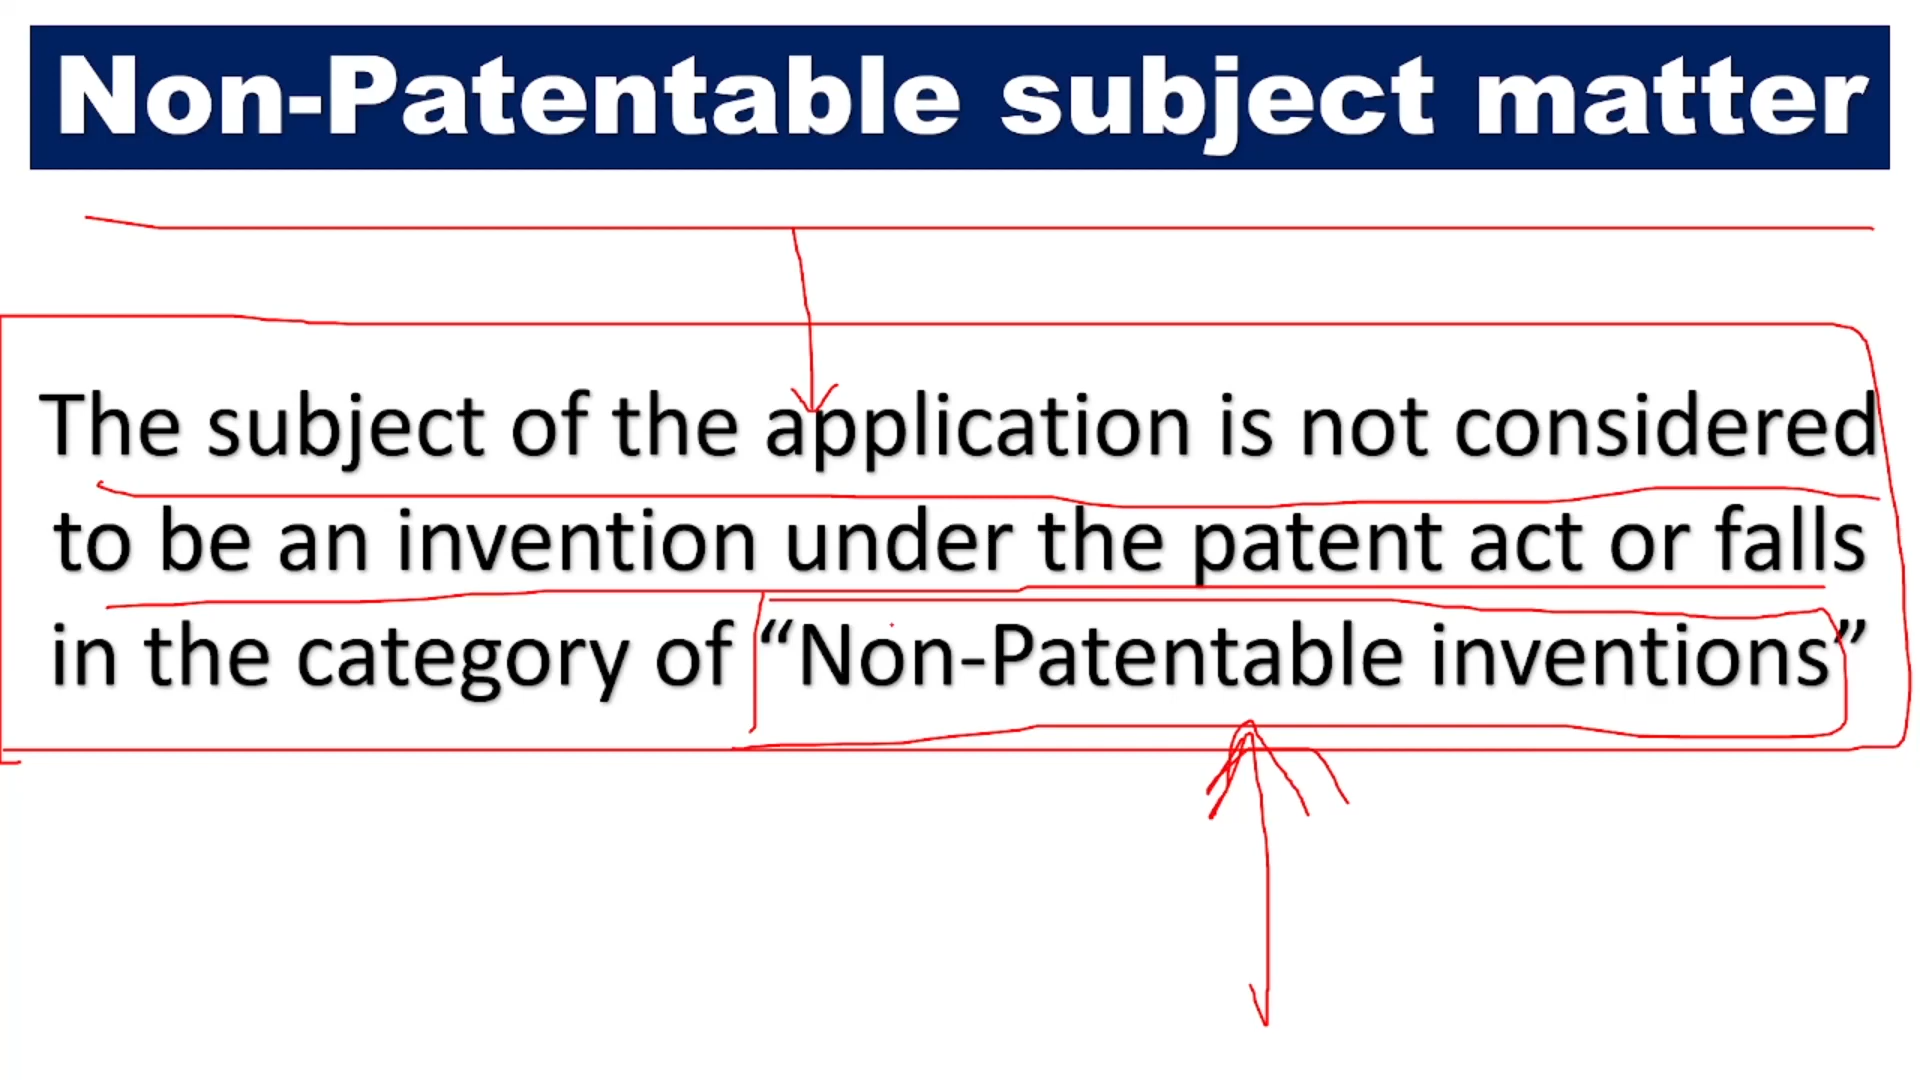 Non-Patentable subject matter
The subject of the application is not considered
to be an invention under the patent act or falls
in the category of “Non-Patentable inventions”